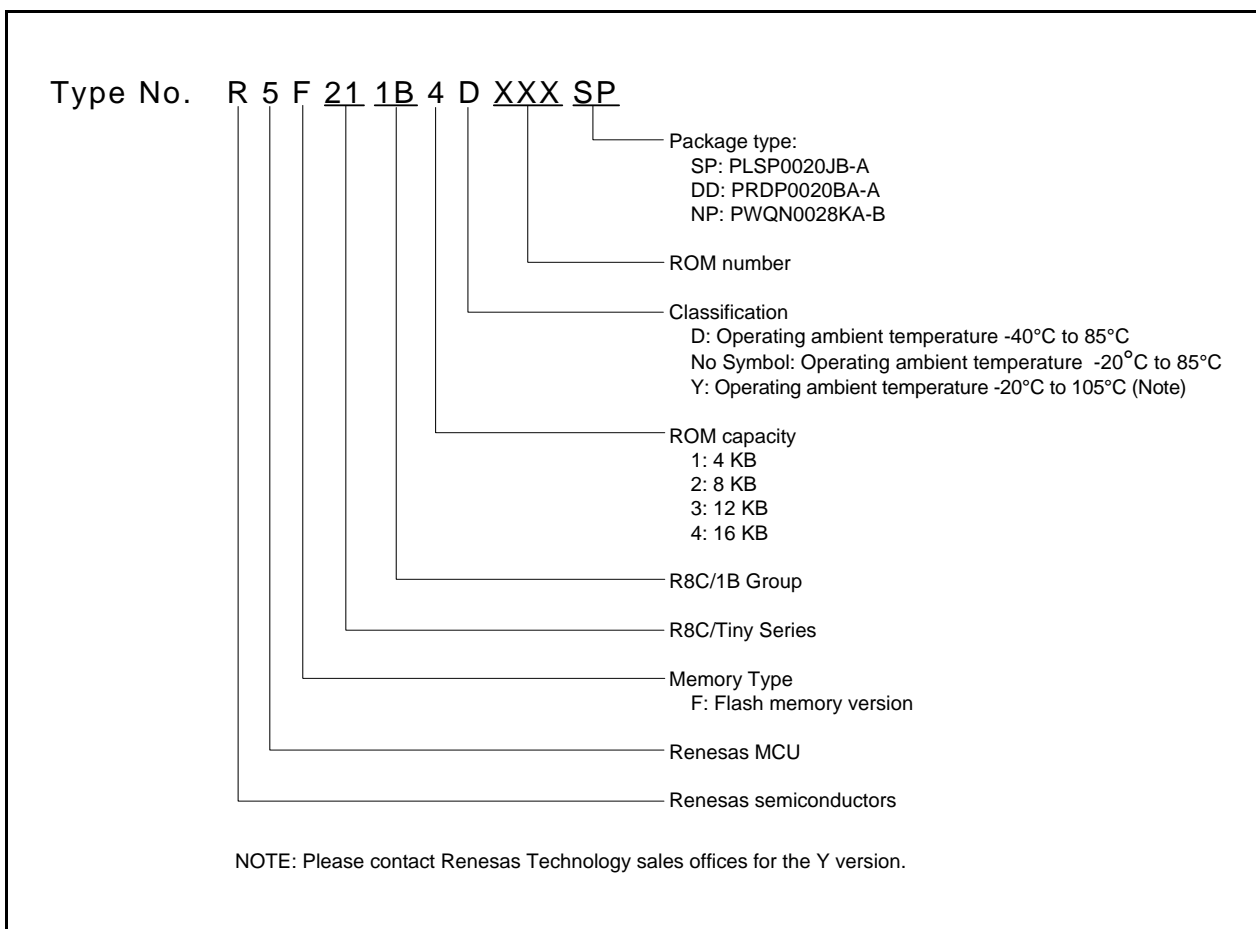 Type No. R 5 F 21 1B 4 D XXX SP
Package type:
SP: PLSP0020JB-A
DD: PRDP0020BA-A
NP: PWQN0028KA-B
ROM number
Classification
D: Operating ambient temperature -40°C to 85°C
No Symbol: Operating ambient temperature -20°C to 85°C
Y: Operating ambient temperature -20°C to 105°C (Note)
ROM capacity
1: 4 KB
2: 8 KB
3: 12 KB
4: 16 KB
R8C/1B Group
R8C/Tiny Series
Memory Type
F: Flash memory version
Renesas MCU
Renesas semiconductors
NOTE: Please contact Renesas Technology sales offices for the Y version.